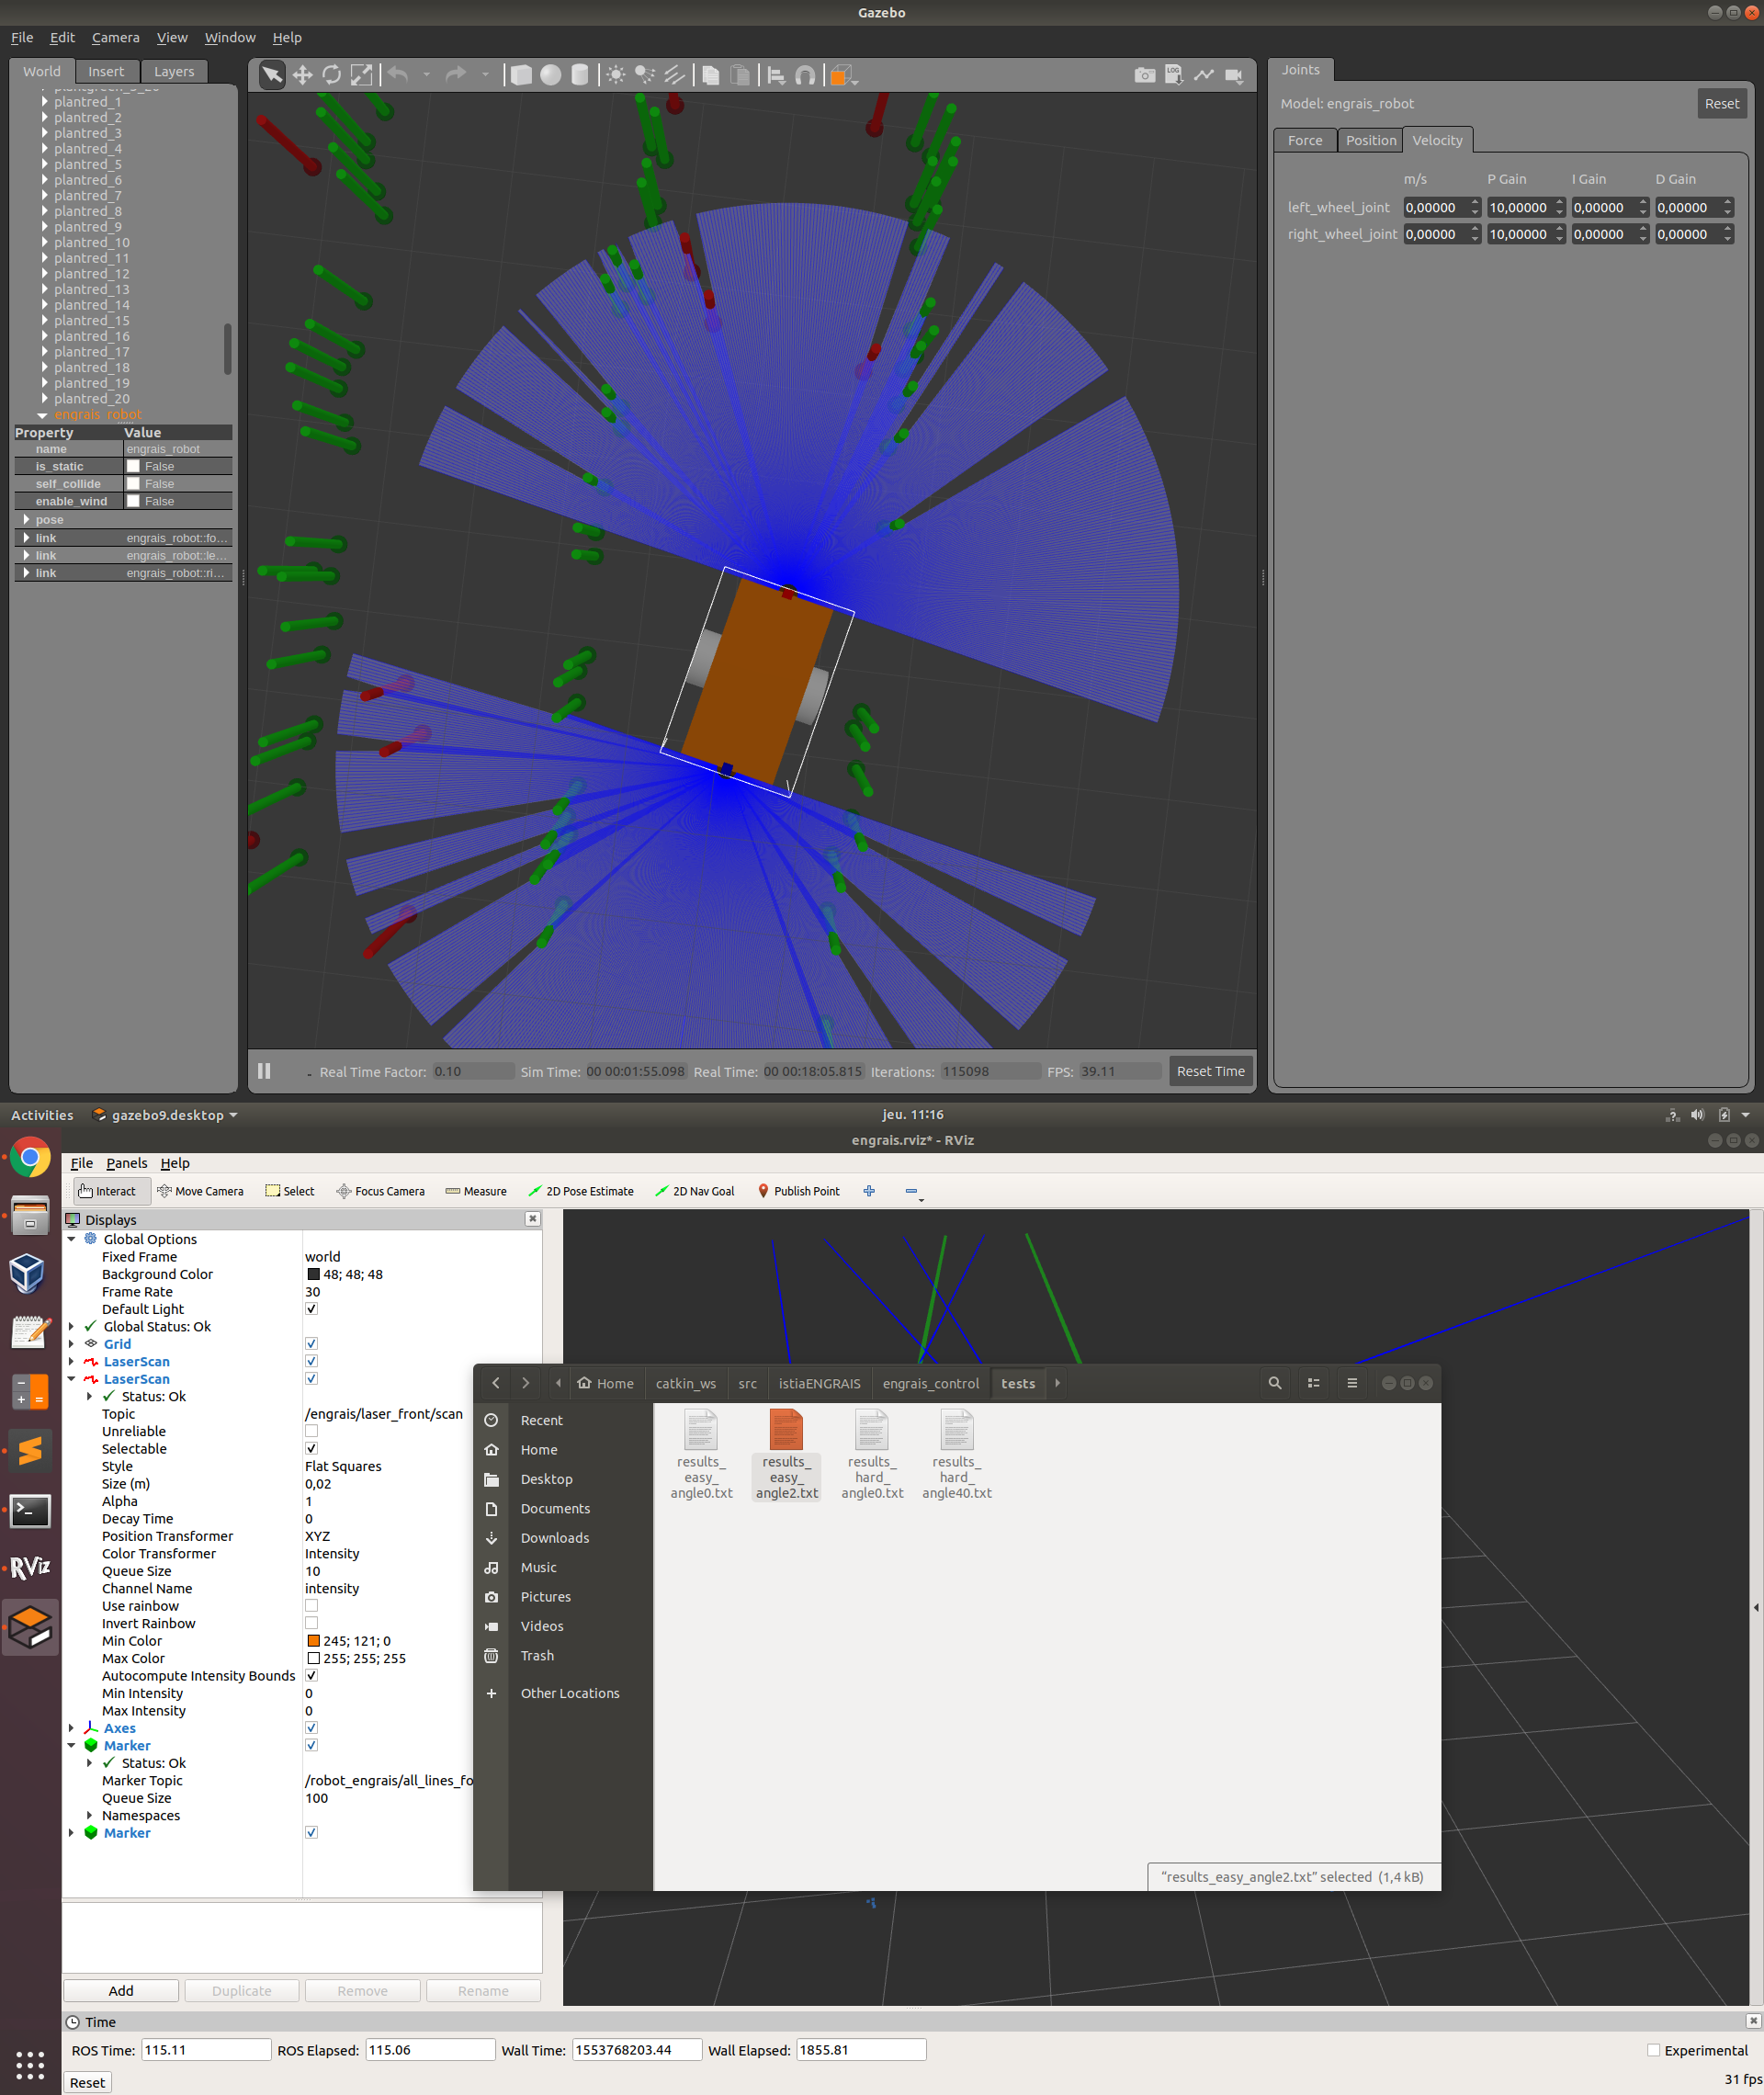 Gazebo
File Edit Camera View Window Help
World Insert Layers
plantred_1
plantred_2
plantred_3
plantred_4
plantred_5
plantred_6
plantred_7
plantred_8
plantred_9
plantred_10
plantred_11
plantred_12
plantred_13
plantred_14
plantred_15
plantred_16
plantred_17
plantred_18
plantred_19
plantred_20
engrais_robot
Property Value
name engrais_robot
is_static False
self_collide False
enable_wind False
pose
link engrais_robot::fo...
link engrais_robot::le...
link engrais_robot::ri...
LOG
Joints
Model: engrais_robot Reset
Force Position Velocity
m/s P Gain I Gain D Gain
left_wheel_joint 0,00000 10,00000 0,00000 0,00000
right_wheel_joint 0,00000 10,00000 0,00000 0,00000
Real Time Factor: 0.10 Sim Time: 00 00:01:55.098 Real Time: 00 00:18:05.815 Iterations: 115098 FPS: 39.11 Reset Time
Activities gazebo9.desktop jeu. 11:16
engrais.rviz* - RViz
File Panels Help
Interact Move Camera Select Focus Camera Measure 2D Pose Estimate 2D Nav Goal Publish Point
Displays
Global Options
Fixed Frame world
Background Color 48; 48; 48
Frame Rate 30
Default Light
Global Status: Ok
Grid
LaserScan
LaserScan
Status: Ok
Topic /engrais/laser_front/scan
Unreliable
Selectable
Style Flat Squares
Size (m) 0,02
Alpha 1
Decay Time 0
Position Transformer XYZ
Color Transformer Intensity
Queue Size 10
Channel Name intensity
Use rainbow
Invert Rainbow
Min Color 245; 121; 0
Max Color 255; 255; 255
Autocompute Intensity Bounds
Min Intensity 0
Max Intensity 0
Axes
Marker
Status: Ok
Marker Topic /robot_engrais/all_lines_fo
Queue Size 100
Namespaces
Marker
Add Duplicate Remove Rename
RViz
Home catkin_ws src istiaENGRAIS engrais_control tests
Recent
Home
Desktop
Documents
Downloads
Music
Pictures
Videos
Trash
Other Locations
results_easy_angle0.txt
results_easy_angle2.txt
results_hard_angle0.txt
results_hard_angle40.txt
“results_easy_angle2.txt” selected (1,4 kB)
Time
ROS Time: 115.11 ROS Elapsed: 115.06 Wall Time: 1553768203.44 Wall Elapsed: 1855.81 Experimental
Reset 31 fps